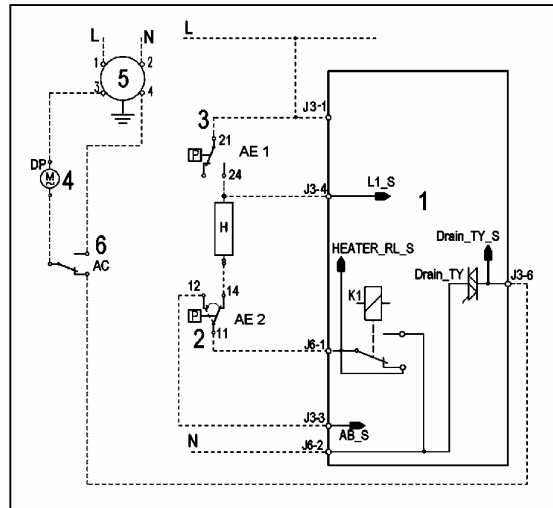 L N L
1 2
5
3 4
J3-1
3 21
P AE 1
DP
M
~ 4
24
J3-4 L1_S 1
H
HEATER_RL_S Drain_TY_S
Drain_TY
6
AC
J3-6
12 14 K1
P AE 2
2 11
J6-1
J3-3
AB_S
N J6-2